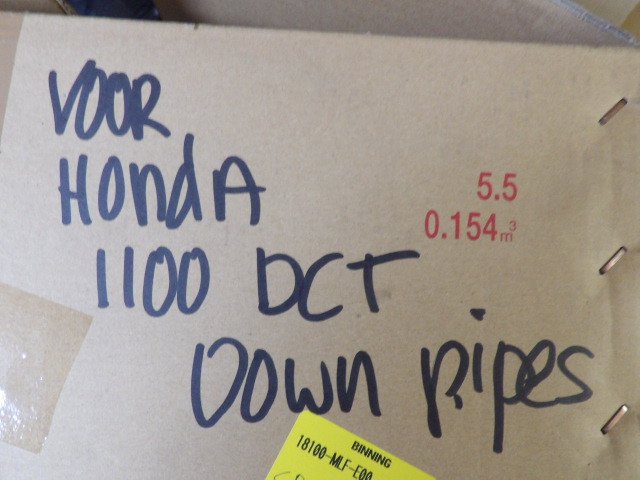 VOOR
HondA
1100 DCT
Down pipes
5.5
0.154m³
BINNING
18100-MLF-E00